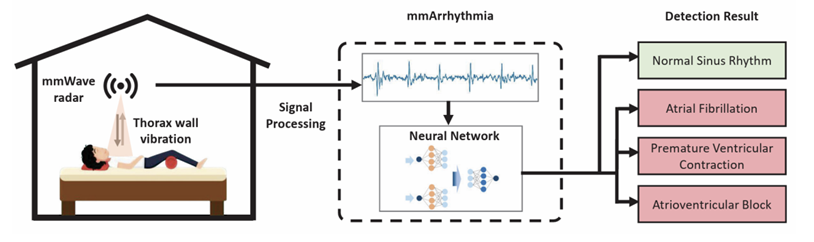 mmArrhythmia
Detection Result
mmWave
radar
Thorax wall
vibration
Signal
Processing
Neural Network
Normal Sinus Rhythm
Atrial Fibrillation
Premature Ventricular
Contraction
Atrioventricular Block